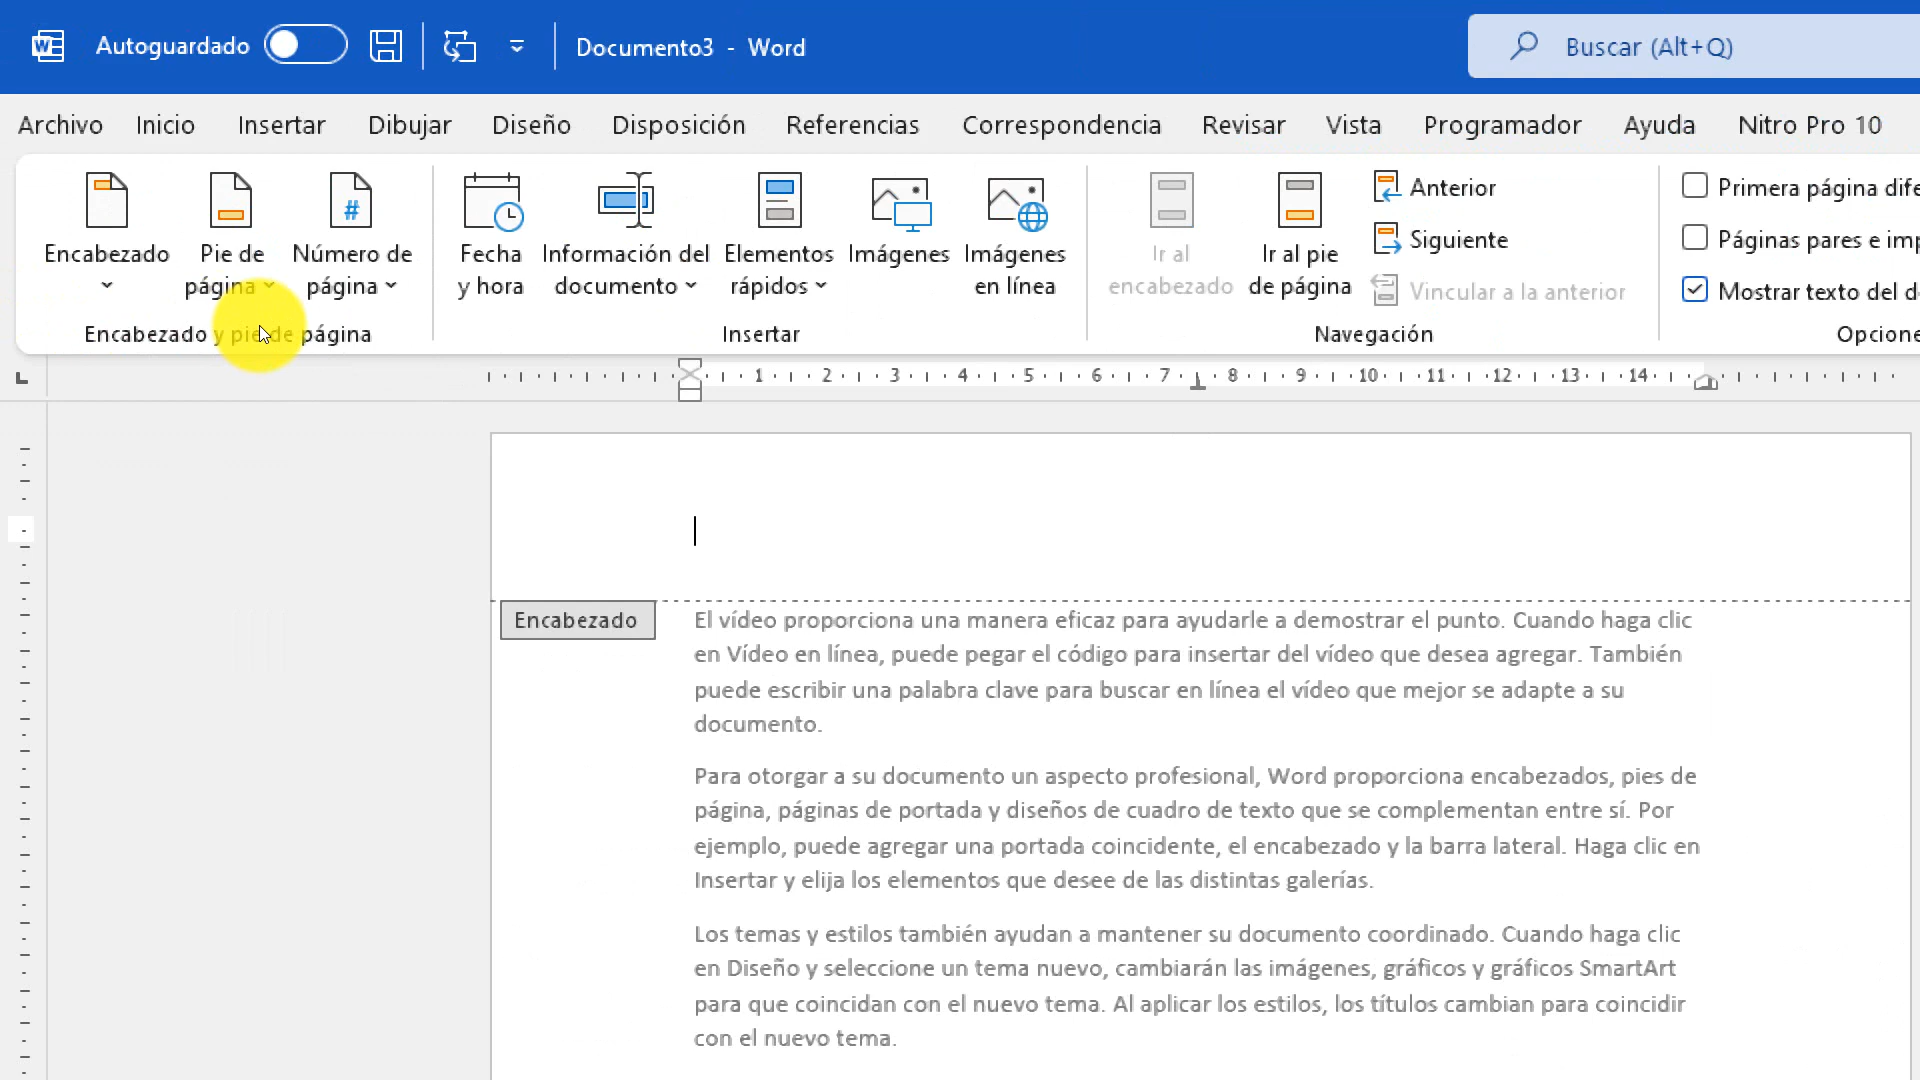 Autoguardado
Documento3 - Word
Buscar (Alt+Q)
Archivo Inicio Insertar Dibujar Diseño Disposición Referencias Correspondencia Revisar Vista Programador Ayuda Nitro Pro 10
Encabezado
Pie de
página
Número de
página
#
Encabezado y pie de página
Fecha
y hora
Información del
documento
Elementos
rápidos
Imágenes
Imágenes
en línea
Insertar
Ir al
encabezado
Ir al pie
de página
Anterior
Siguiente
Vincular a la anterior
Navegación
Primera página dife
Páginas pares e imp
Mostrar texto del d
Opcione
1 2 3 4 5 6 7 8 9 10 11 12 13 14
Encabezado
El vídeo proporciona una manera eficaz para ayudarle a demostrar el punto. Cuando haga clic
en Vídeo en línea, puede pegar el código para insertar del vídeo que desea agregar. También
puede escribir una palabra clave para buscar en línea el vídeo que mejor se adapte a su
documento.
Para otorgar a su documento un aspecto profesional, Word proporciona encabezados, pies de
página, páginas de portada y diseños de cuadro de texto que se complementan entre sí. Por
ejemplo, puede agregar una portada coincidente, el encabezado y la barra lateral. Haga clic en
Insertar y elija los elementos que desee de las distintas galerías.
Los temas y estilos también ayudan a mantener su documento coordinado. Cuando haga clic
en Diseño y seleccione un tema nuevo, cambiarán las imágenes, gráficos y gráficos SmartArt
para que coincidan con el nuevo tema. Al aplicar los estilos, los títulos cambian para coincidir
con el nuevo tema.